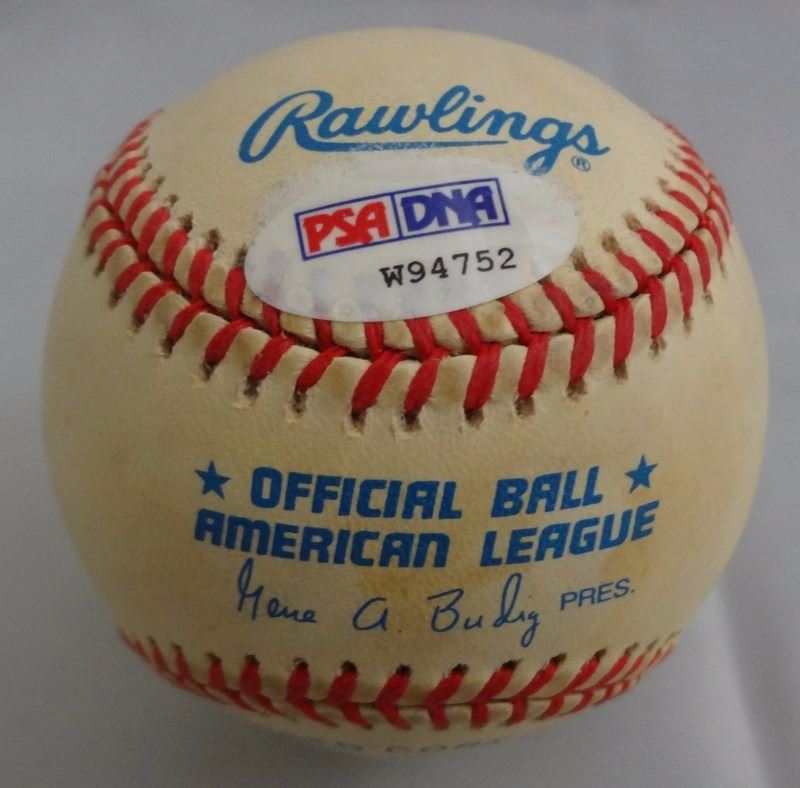 Rawlings®
PSA DNA
W94752
★ OFFICIAL BALL ★
AMERICAN LEAGUE
Gene A. Budig PRES.